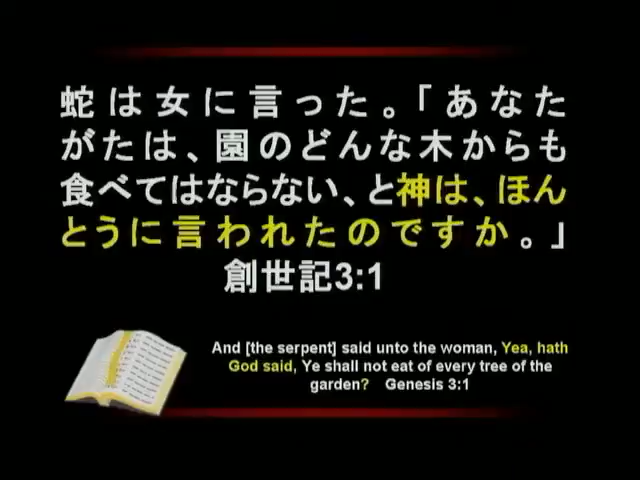 蛇は女に言った。「あなた
がたは、園のどんな木からも
食べてはならない、と神は、ほん
とうに言われたのですか。」
創世記3:1
And [the serpent] said unto the woman, Yea, hath
God said, Ye shall not eat of every tree of the
garden? Genesis 3:1